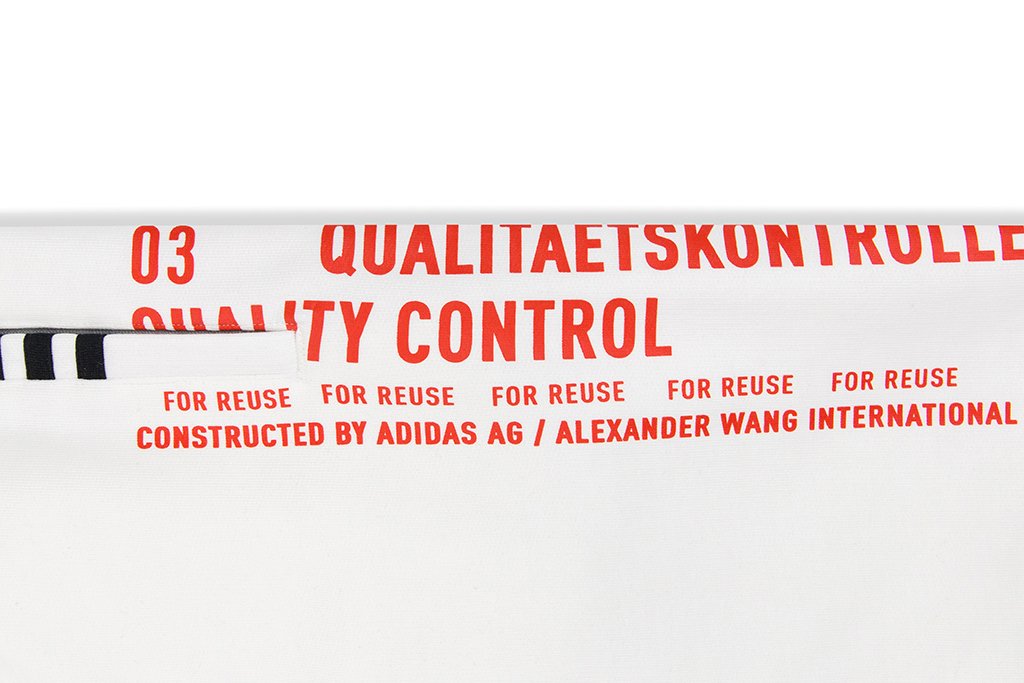 03 QUALITAETSKONTROLLE
QUALITY CONTROL
FOR REUSE FOR REUSE FOR REUSE FOR REUSE FOR REUSE
CONSTRUCTED BY ADIDAS AG / ALEXANDER WANG INTERNATIONAL